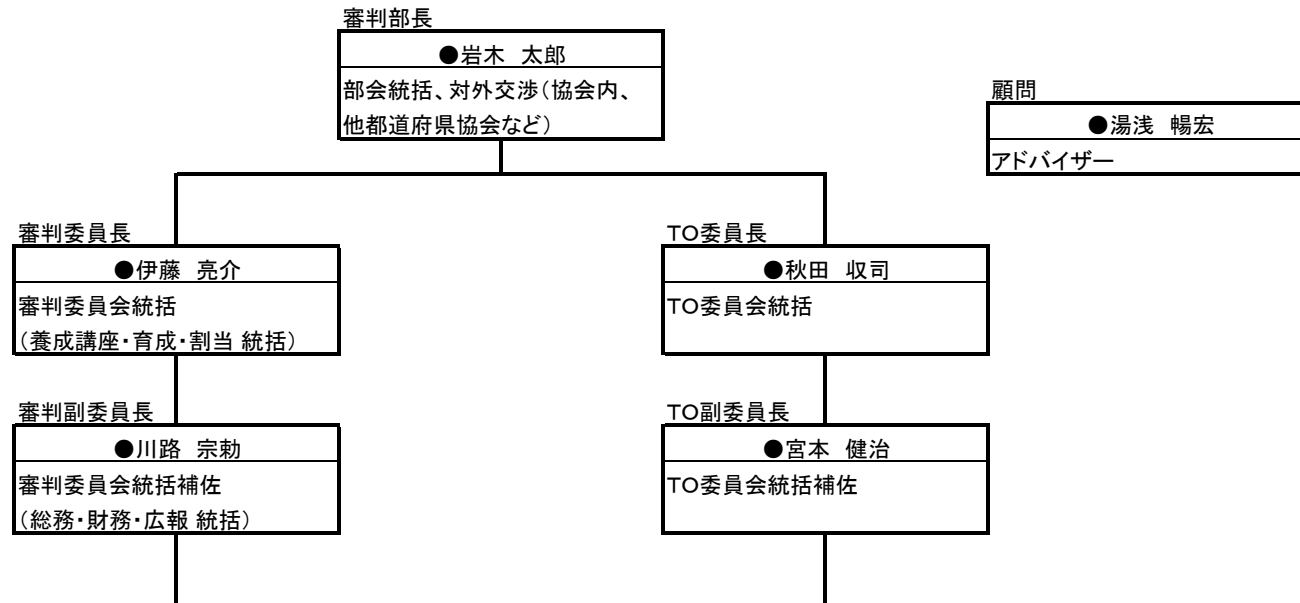 審判部長
●岩木 太郎
部会統括、対外交渉(協会内、
他都道府県協会など)
顧問
●湯浅 暢宏
アドバイザー
審判委員長
●伊藤 亮介
審判委員会統括
(養成講座・育成・割当 統括)
TO委員長
●秋田 収司
TO委員会統括
審判副委員長
●川路 宗勅
審判委員会統括補佐
(総務・財務・広報 統括)
TO副委員長
●宮本 健治
TO委員会統括補佐